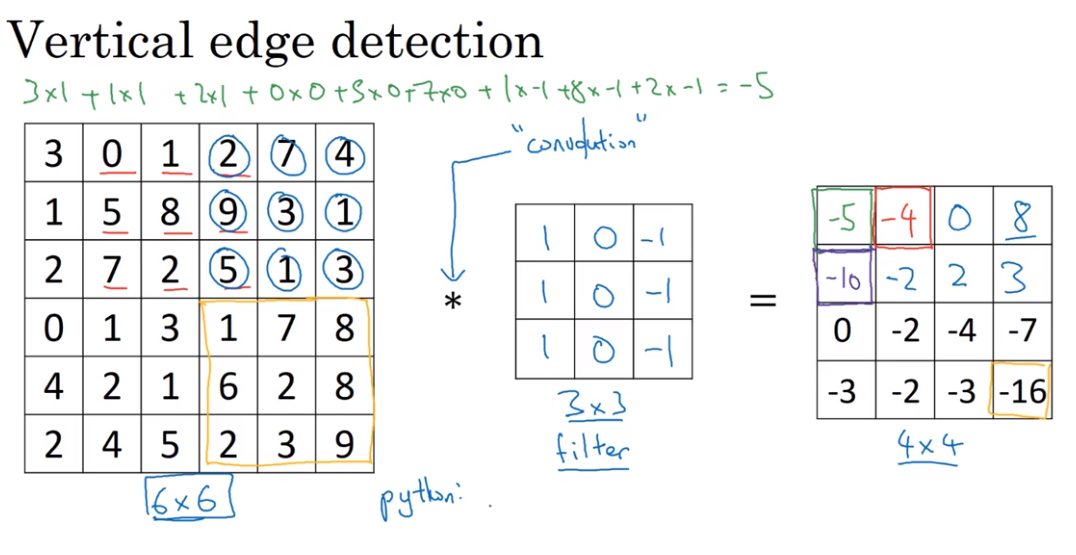 Vertical edge detection
3x1 + 1x1 + 2x1 + 0x0 + 5x0 + 7x0 + 1x-1 + 8x-1 + 2x-1 = -5
"convolution"
3 0 1 2 7 4
1 5 8 9 3 1
2 7 2 5 1 3
0 1 3 1 7 8
4 2 1 6 2 8
2 4 5 2 3 9
6x6
*
1 0 -1
1 0 -1
1 0 -1
3x3
filter
=
-5 -4 0 8
-10 -2 2 3
0 -2 -4 -7
-3 -2 -3 -16
4x4
python: